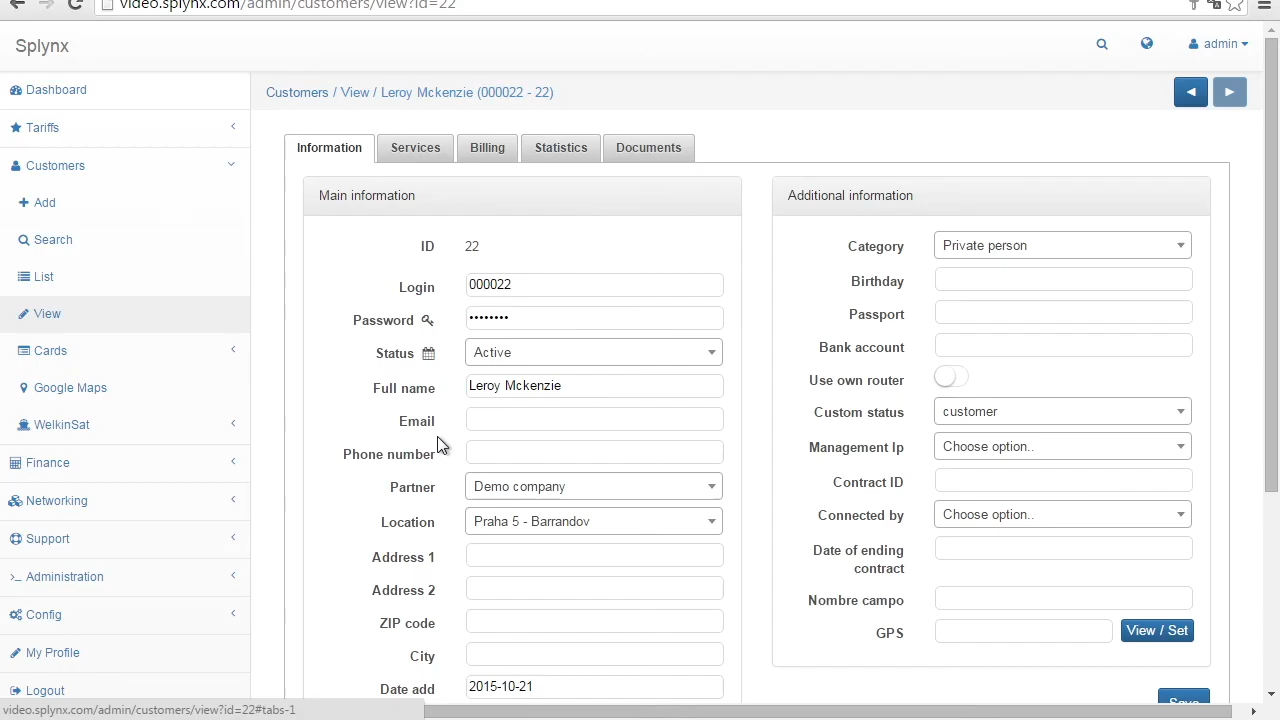 video.splynx.com/admin/customers/view?id=22
Splynx
admin
Dashboard
Tariffs
Customers
Add
Search
List
View
Cards
Google Maps
WelkinSat
Finance
Networking
Support
Administration
Config
My Profile
Logout
Customers / View / Leroy Mckenzie (000022 - 22)
Information
Services
Billing
Statistics
Documents
Main information
ID 22
Login 000022
Password ••••••••
Status Active
Full name Leroy Mckenzie
Email
Phone number
Partner Demo company
Location Praha 5 - Barrandov
Address 1
Address 2
ZIP code
City
Date add 2015-10-21
Additional information
Category Private person
Birthday
Passport
Bank account
Use own router
Custom status customer
Management Ip Choose option..
Contract ID
Connected by Choose option..
Date of ending
contract
Nombre campo
GPS View / Set
Save
video.splynx.com/admin/customers/view?id=22#tabs-1